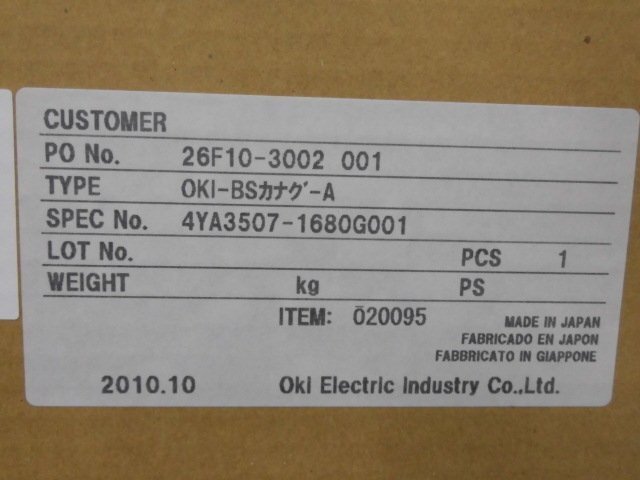 CUSTOMER
PO No. 26F10-3002 001
TYPE OKI-BSカナグ-A
SPEC No. 4YA3507-1680G001
LOT No. PCS 1
WEIGHT kg PS
ITEM: Ō20095
MADE IN JAPAN
FABRICADO EN JAPON
FABBRICATO IN GIAPPONE
2010.10 Oki Electric Industry Co.,Ltd.